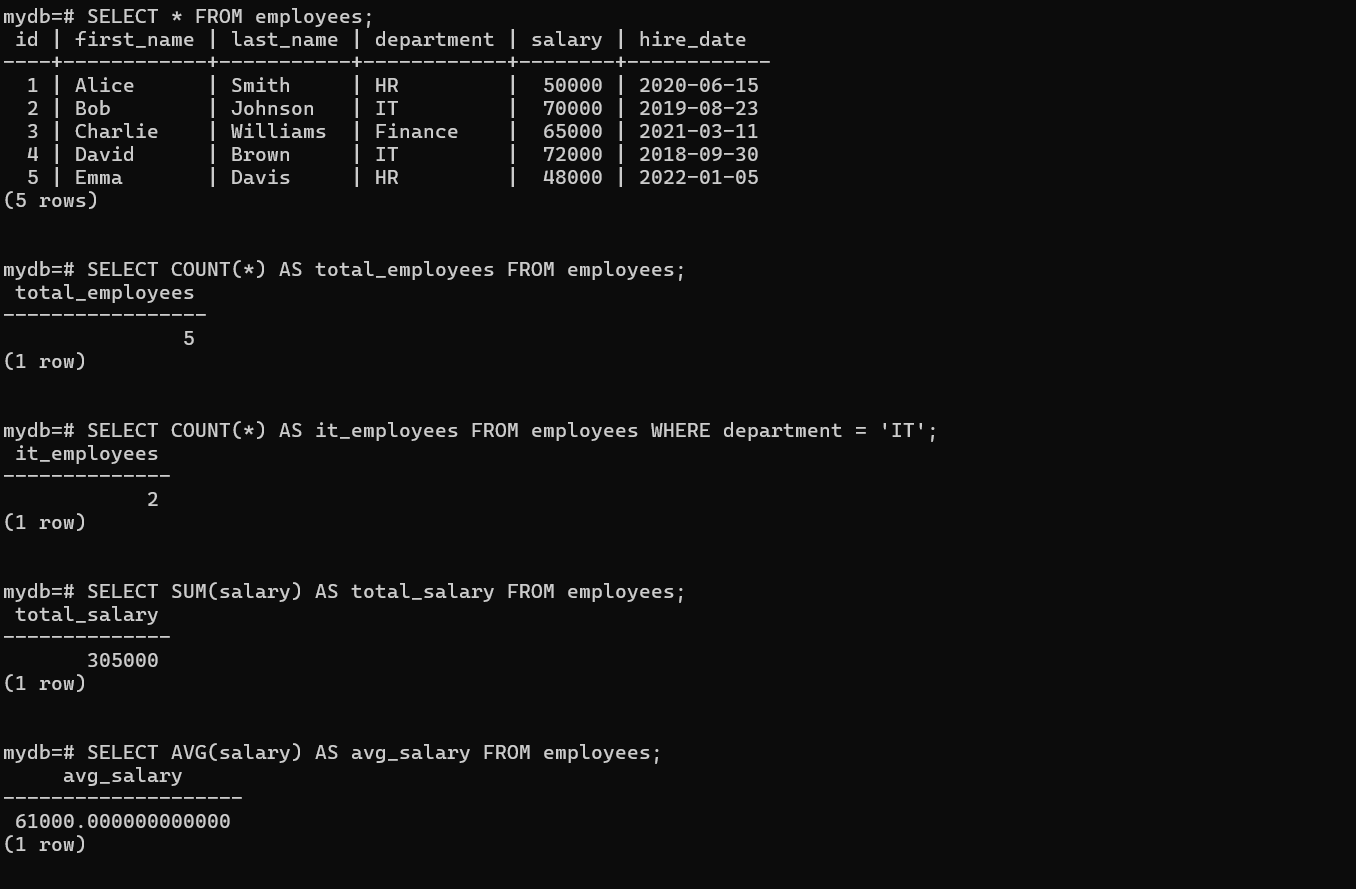 mydb=# SELECT * FROM employees;
 id | first_name | last_name | department | salary | hire_date
----+------------+-----------+------------+--------+------------
  1 | Alice      | Smith     | HR         |  50000 | 2020-06-15
  2 | Bob        | Johnson   | IT         |  70000 | 2019-08-23
  3 | Charlie    | Williams  | Finance    |  65000 | 2021-03-11
  4 | David      | Brown     | IT         |  72000 | 2018-09-30
  5 | Emma       | Davis     | HR         |  48000 | 2022-01-05
(5 rows)

mydb=# SELECT COUNT(*) AS total_employees FROM employees;
 total_employees
-----------------
               5
(1 row)

mydb=# SELECT COUNT(*) AS it_employees FROM employees WHERE department = 'IT';
 it_employees
--------------
            2
(1 row)

mydb=# SELECT SUM(salary) AS total_salary FROM employees;
 total_salary
--------------
       305000
(1 row)

mydb=# SELECT AVG(salary) AS avg_salary FROM employees;
     avg_salary
--------------------
 61000.000000000000
(1 row)